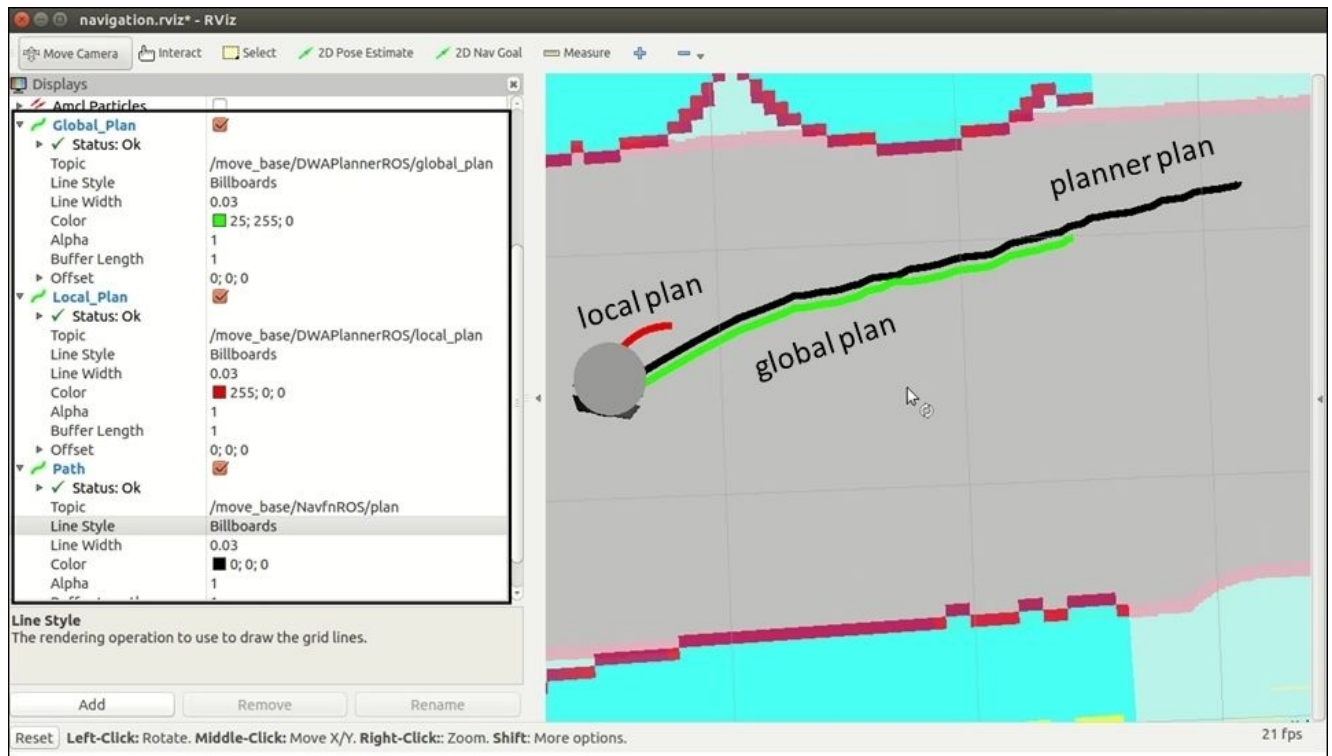 navigation.rviz* - RViz
Move Camera Interact Select 2D Pose Estimate 2D Nav Goal Measure
Displays
Amcl Particles
Global_Plan
Status: Ok
Topic /move_base/DWAPlannerROS/global_plan
Line Style Billboards
Line Width 0.03
Color 25; 255; 0
Alpha 1
Buffer Length 1
Offset 0; 0; 0
Local_Plan
Status: Ok
Topic /move_base/DWAPlannerROS/local_plan
Line Style Billboards
Line Width 0.03
Color 255; 0; 0
Alpha 1
Buffer Length 1
Offset 0; 0; 0
Path
Status: Ok
Topic /move_base/NavfnROS/plan
Line Style Billboards
Line Width 0.03
Color 0; 0; 0
Alpha 1
Line Style
The rendering operation to use to draw the grid lines.
Add Remove Rename
Reset Left-Click: Rotate. Middle-Click: Move X/Y. Right-Click:: Zoom. Shift: More options. 21 fps
planner plan
local plan
global plan